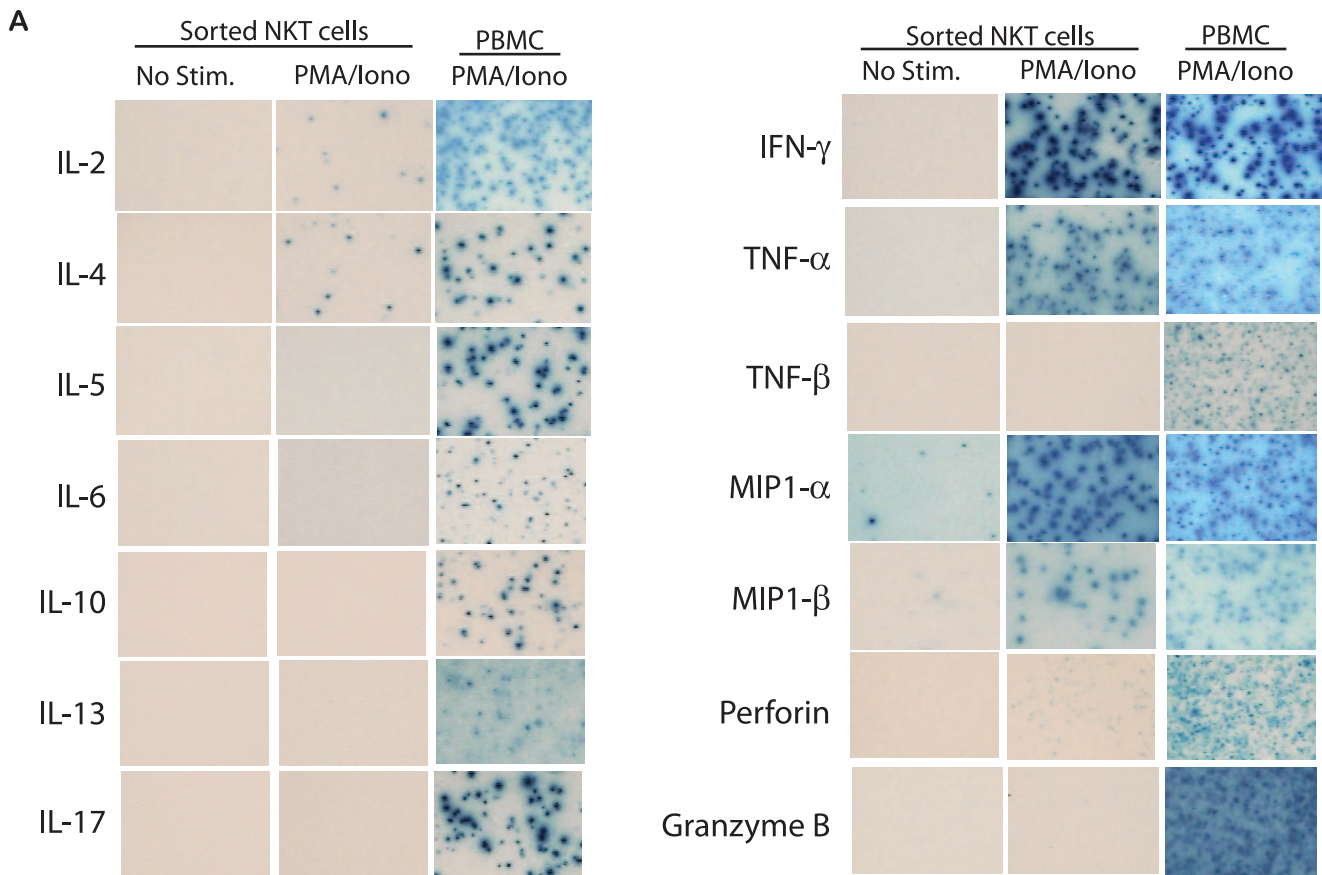 A
Sorted NKT cells
PBMC
No Stim.
PMA/Iono
PMA/Iono
IL-2
IL-4
IL-5
IL-6
IL-10
IL-13
IL-17
Sorted NKT cells
PBMC
No Stim.
PMA/Iono
PMA/Iono
IFN-γ
TNF-α
TNF-β
MIP1-α
MIP1-β
Perforin
Granzyme B